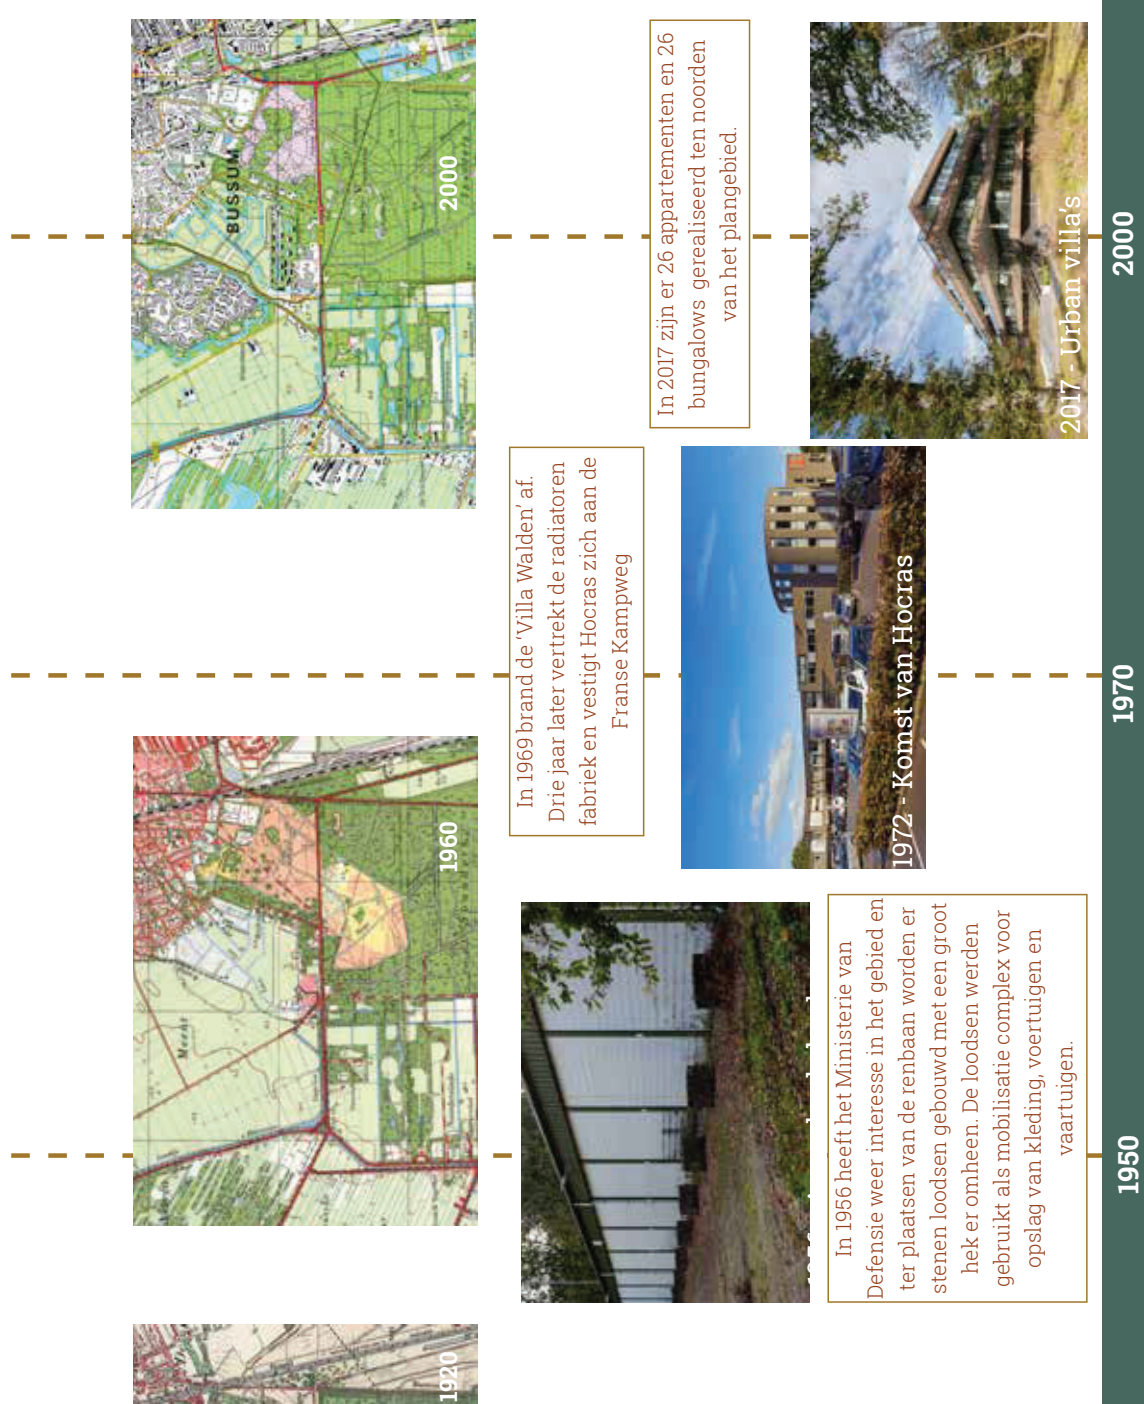 1920
1960
2000
Meent
BUSSUM
In 1956 heeft het Ministerie van
Defensie weer interesse in het gebied en
ter plaatsen van de renbaan worden er
stenen loodsen gebouwd met een groot
hek er omheen. De loodsen werden
gebruikt als mobilisatie complex voor
opslag van kleding, voertuigen en
vaartuigen.
In 1969 brand de ‘Villa Walden’ af.
Drie jaar later vertrekt de radiatoren
fabriek en vestigt Hocras zich aan de
Franse Kampweg
1972 - Komst van Hocras
In 2017 zijn er 26 appartementen en 26
bungalows gerealiseerd ten noorden
van het plangebied.
2017 - Urban villa's
1950
1970
2000